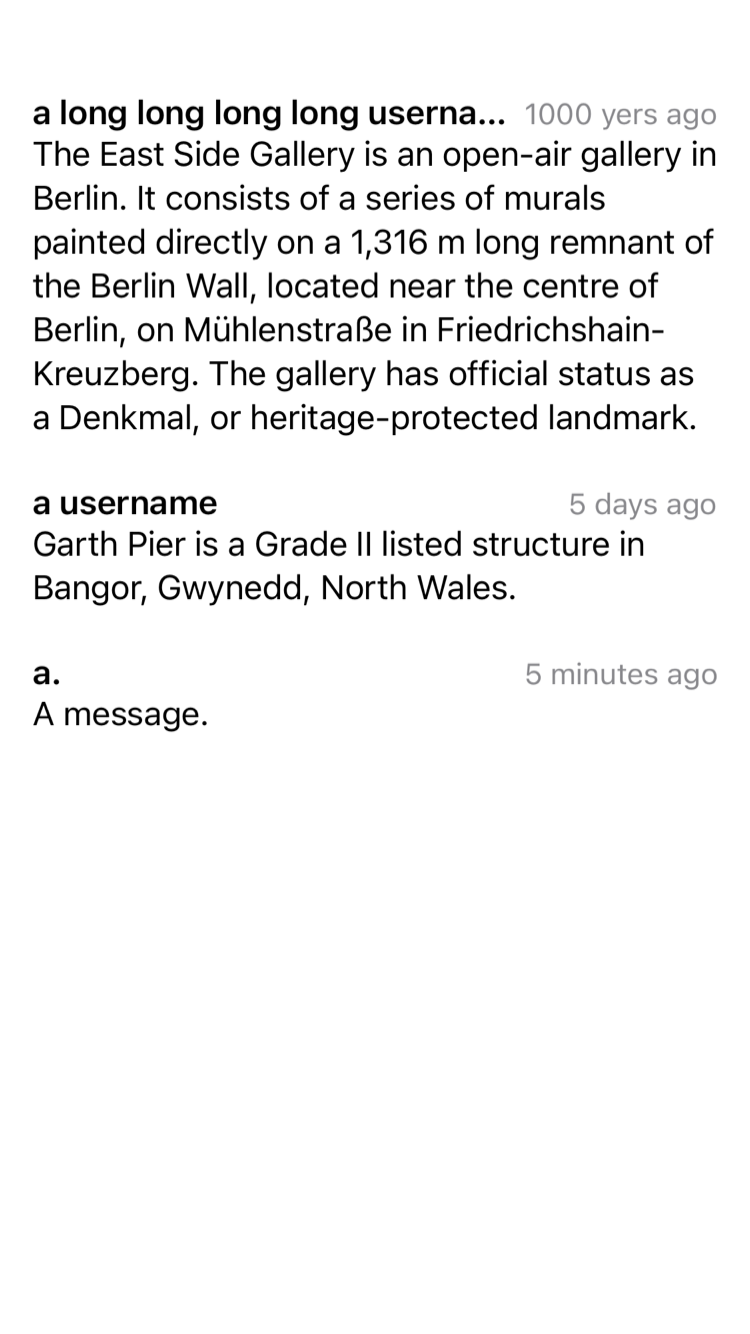 a long long long long userna... 1000 yers ago
The East Side Gallery is an open-air gallery in
Berlin. It consists of a series of murals
painted directly on a 1,316 m long remnant of
the Berlin Wall, located near the centre of
Berlin, on Mühlenstraße in Friedrichshain-
Kreuzberg. The gallery has official status as
a Denkmal, or heritage-protected landmark.
a username 5 days ago
Garth Pier is a Grade II listed structure in
Bangor, Gwynedd, North Wales.
a. 5 minutes ago
A message.